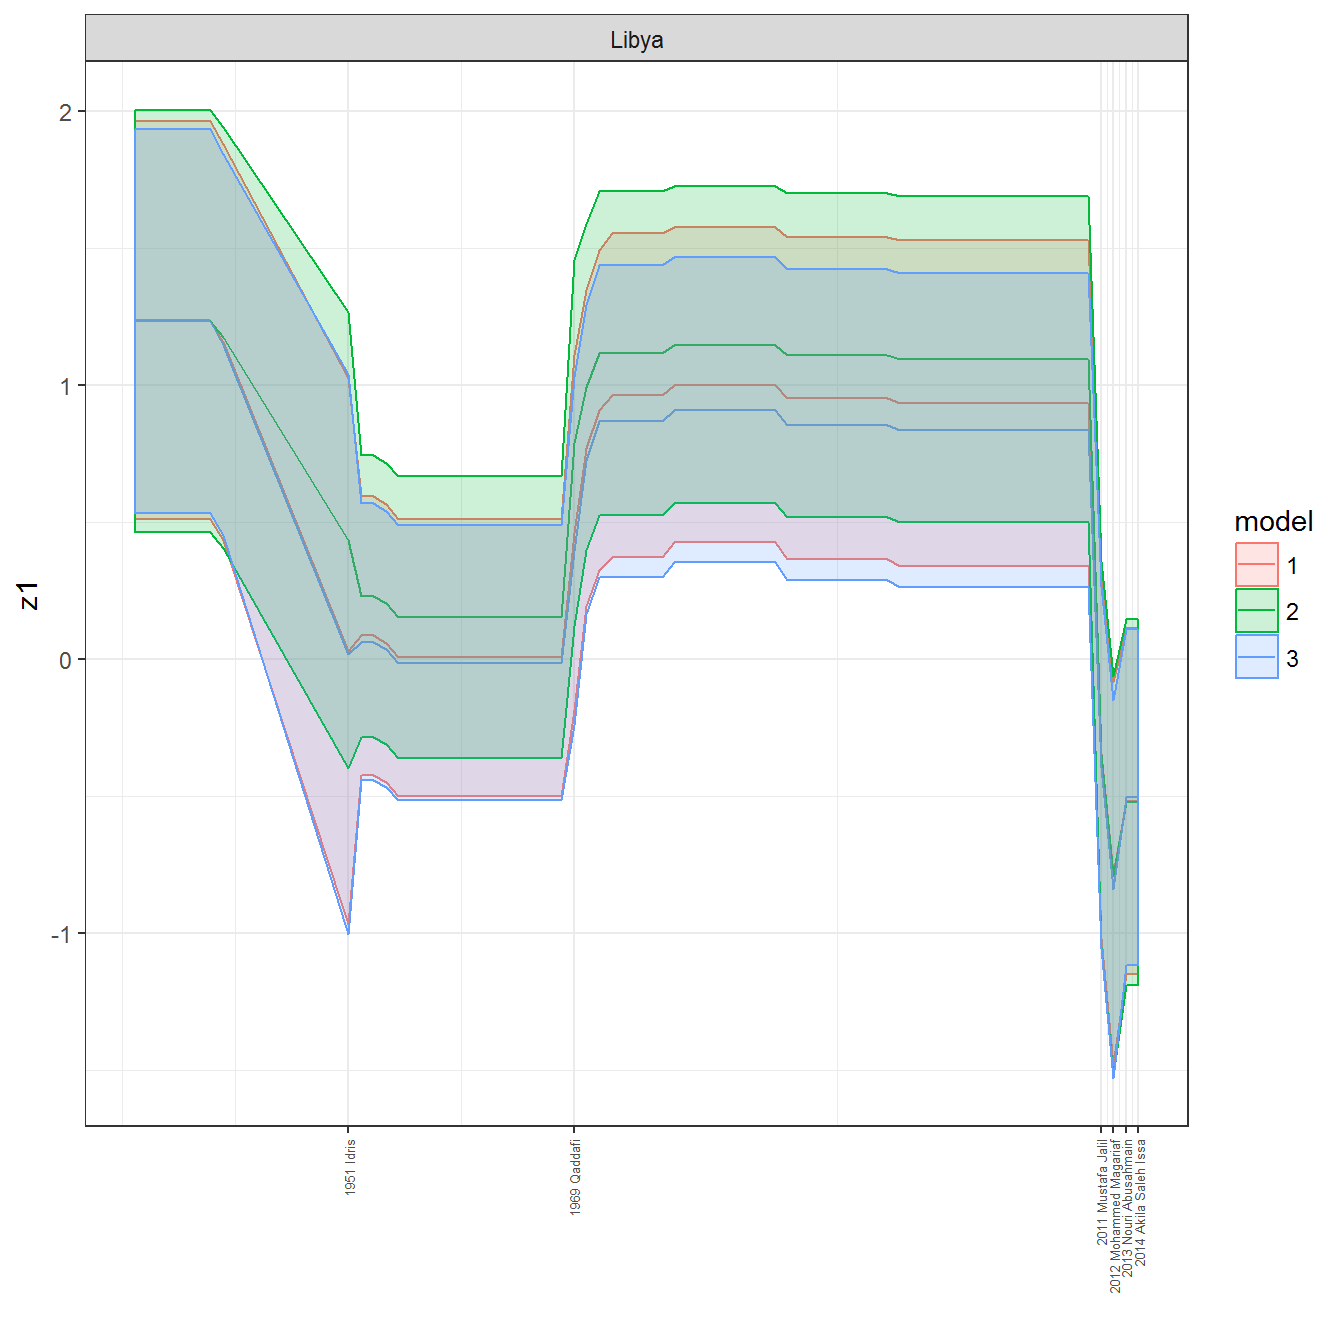 Libya
2
1
0
-1
z1
1951 Idris
1969 Qaddafi
2011 Mustafa Jalil
2012 Mohammed Magariaf
2013 Nouri Abusahmain
2014 Akila Saleh Issa
model
1
2
3